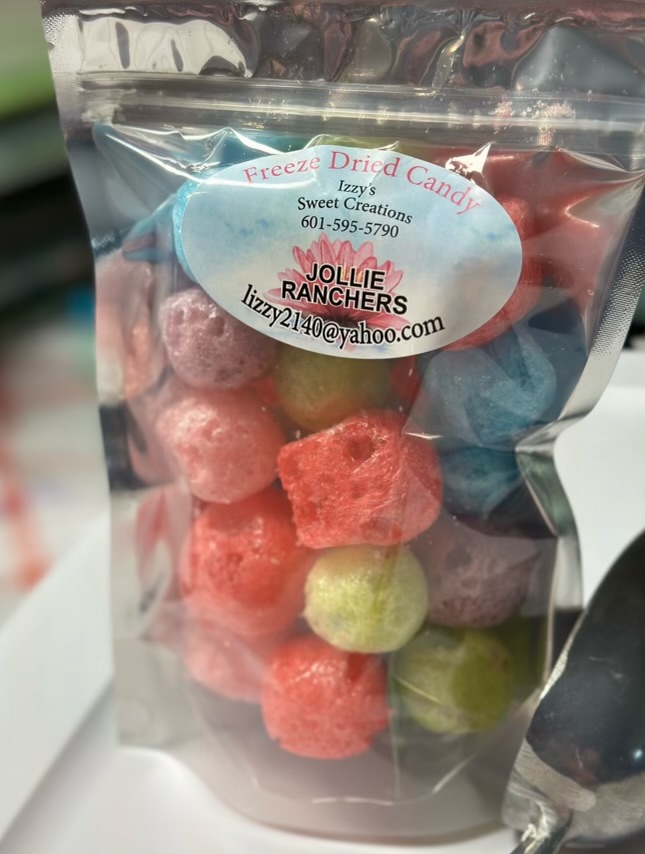 Freeze Dried Candy
Izzy's
Sweet Creations
601-595-5790
JOLLIE
RANCHERS
lizzy2140@yahoo.com